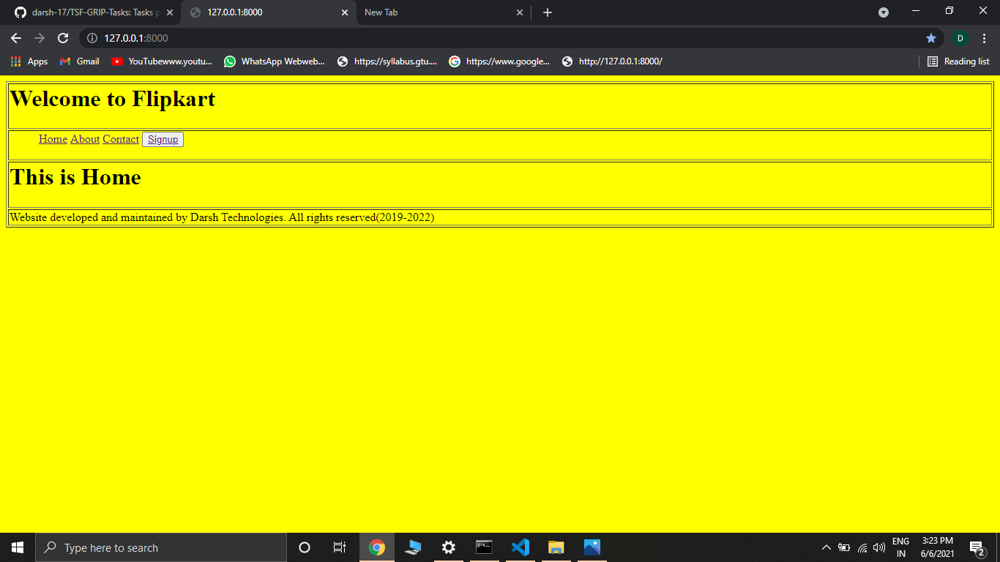 darsh-17/TSF-GRIP-Tasks: Tasks p
127.0.0.1:8000
New Tab
127.0.0.1:8000
D
Apps
Gmail
YouTubewww.youtu...
WhatsApp Webweb...
https://syllabus.gtu....
https://www.google...
http://127.0.0.1:8000/
Reading list
Welcome to Flipkart
Home About Contact Signup
This is Home
Website developed and maintained by Darsh Technologies. All rights reserved(2019-2022)
Type here to search
ENG
IN
3:23 PM
6/6/2021
2